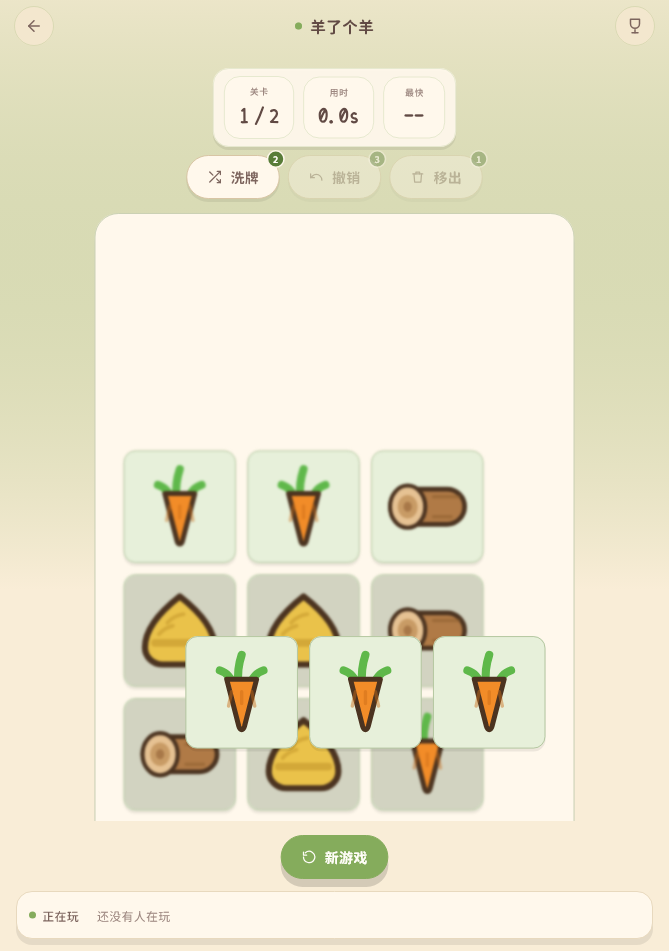 羊了个羊
关卡 用时 最快
1/2 0.0s --
2 3 1
洗牌 撤销 移出
新游戏
正在玩 还没有人在玩